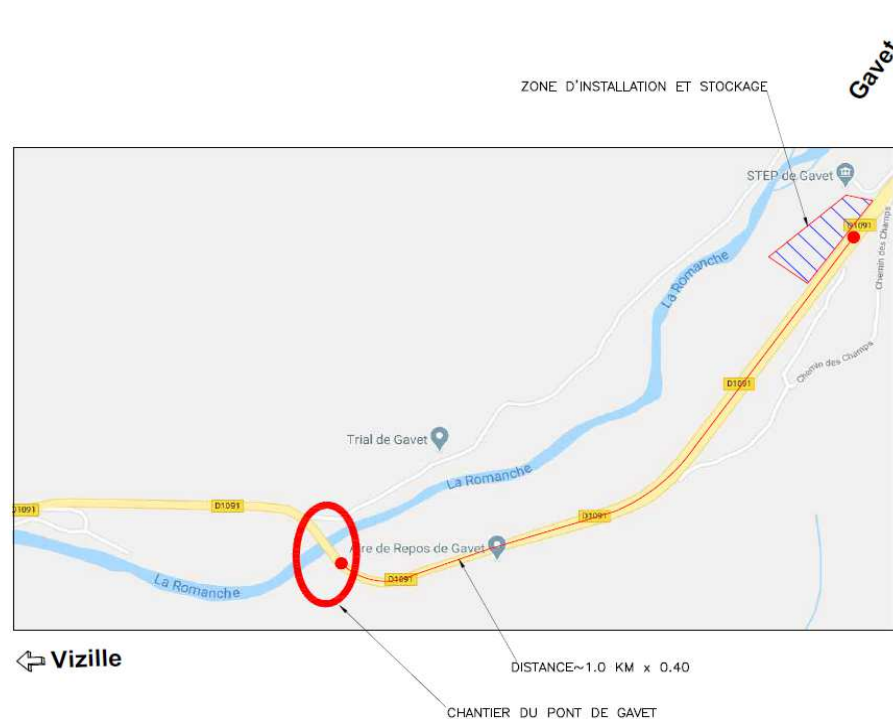 Gavet
ZONE D'INSTALLATION ET STOCKAGE
STEP de Gavet
D1091
Chemin des Champs
La Romanche
Chemin des Champs
D1091
Trial de Gavet
La Romanche
D1091
D1091
D1091
Aire de Repos de Gavet
D1091
La Romanche
Vizille
DISTANCE~1.0 KM x 0.40
CHANTIER DU PONT DE GAVET